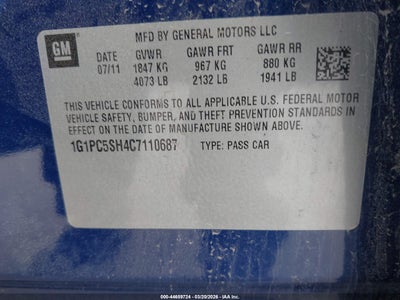 GM
MFD BY GENERAL MOTORS LLC
DATE GVWR GAWR FRT GAWR RR
07/11 1847 KG 967 KG 880 KG
4073 LB 2132 LB 1941 LB
THIS VEHICLE CONFORMS TO ALL APPLICABLE U.S. FEDERAL MOTOR
VEHICLE SAFETY, BUMPER, AND THEFT PREVENTION STANDARDS IN
EFFECT ON THE DATE OF MANUFACTURE SHOWN ABOVE.
1G1PC5SH4C7110687 TYPE: PASS CAR
000-44659734 - 03/20/2026 - IAA Inc.